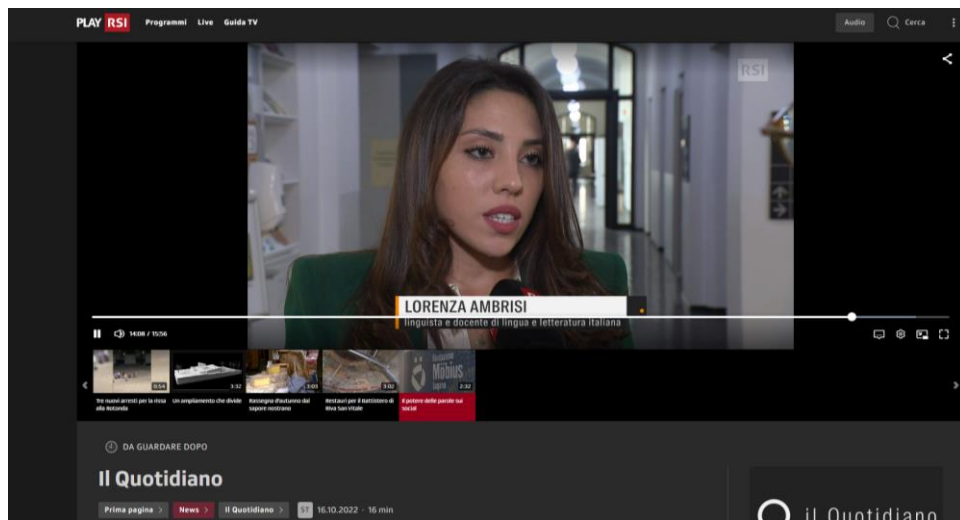 PLAY RSI Programmi Live Guida TV Audio Cerca
RSI
LORENZA AMBRISI
linguista e docente di lingua e letteratura italiana
14:08 / 15:56
Möbius
0:54 3:32 3:03 3:02 2:32
Tre nuovi arresti per la rissa alla Rotonda
Un ampliamento che divide
Rassegna d'autunno dal sapore nostrano
Restauri per il Battistero di Riva San Vitale
Il potere delle parole sui social
DA GUARDARE DOPO
Il Quotidiano
Prima pagina > News > Il Quotidiano > ST 16.10.2022 - 16 min
il Quotidiano